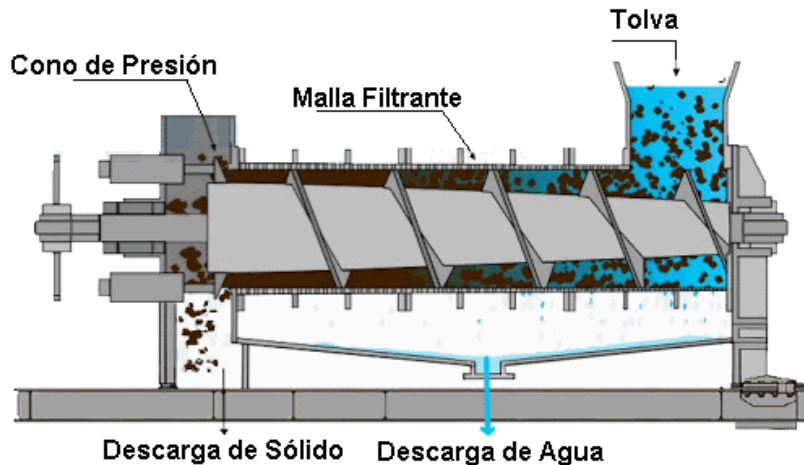 Tolva
Cono de Presión
Malla Filtrante
Descarga de Sólido
Descarga de Agua